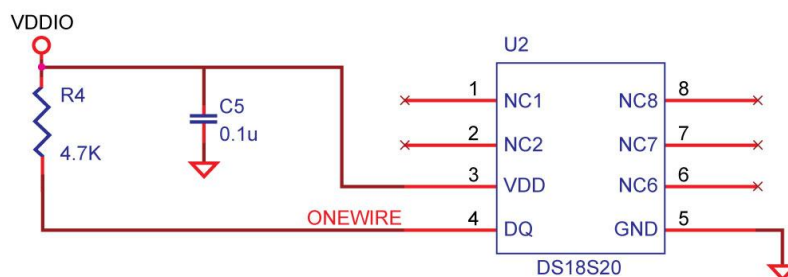 VDDIO
U2
R4
4.7K
C5
0.1u
1 NC1 NC8 8
2 NC2 NC7 7
3 VDD NC6 6
ONEWIRE 4 DQ GND 5
DS18S20